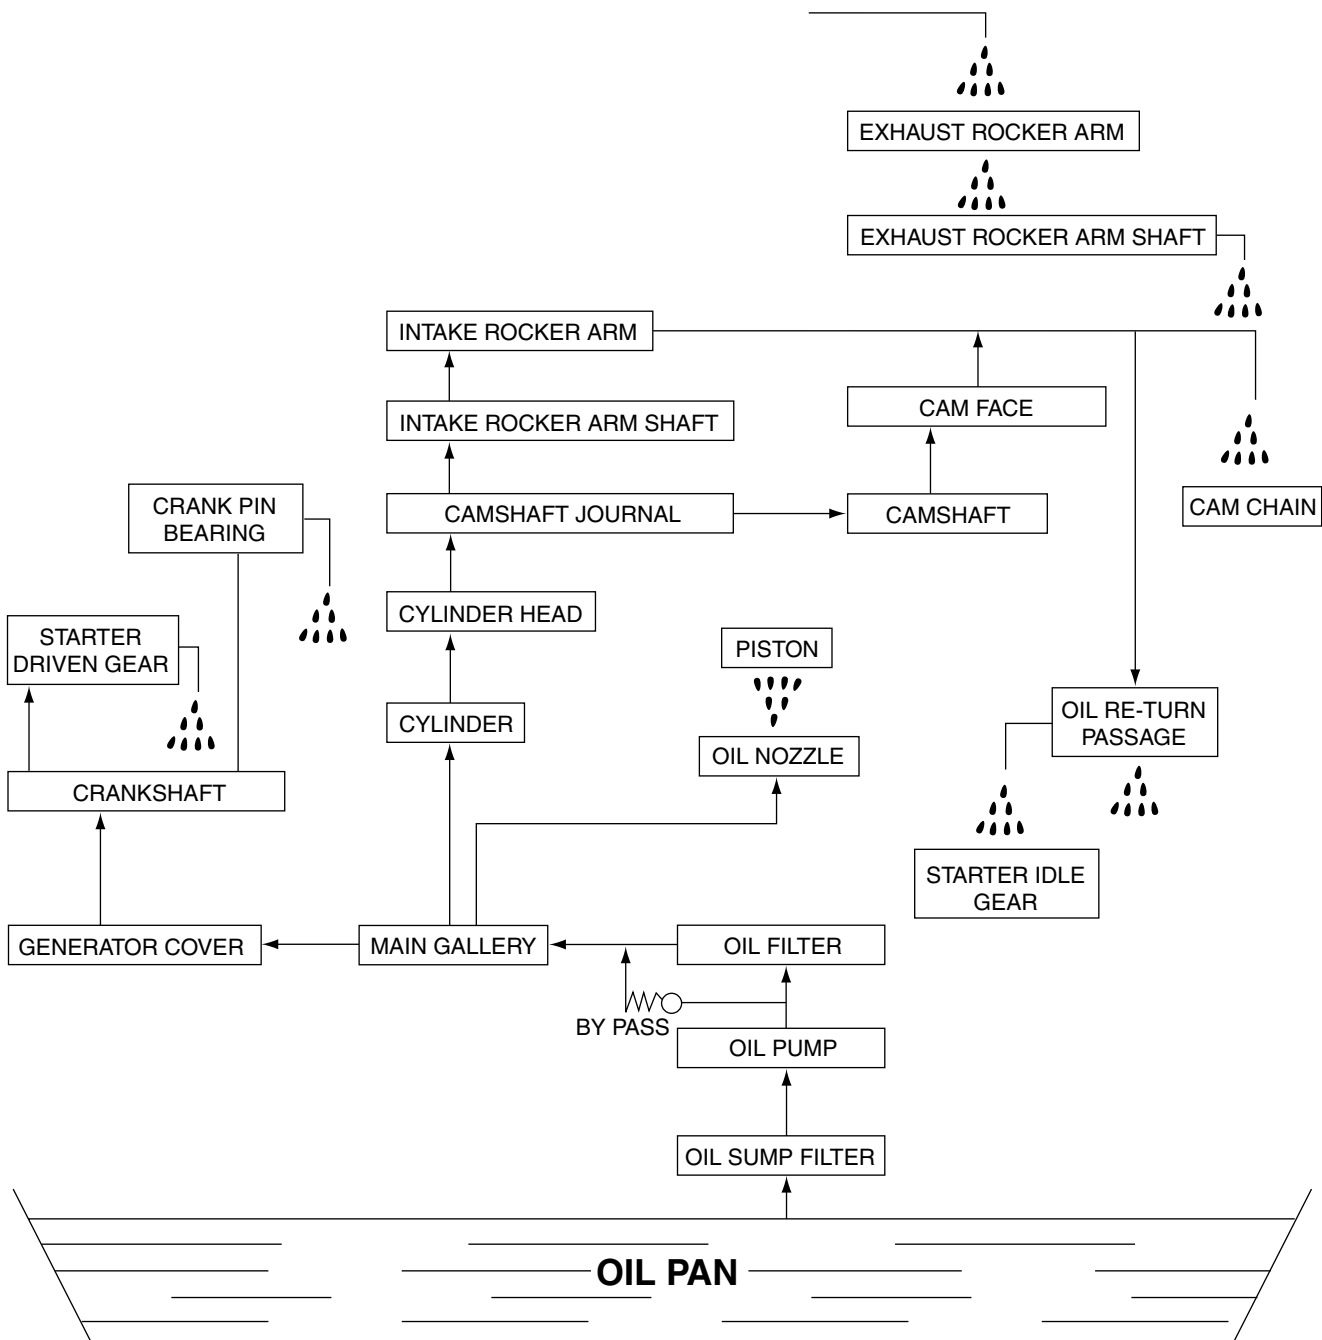 EXHAUST ROCKER ARM
EXHAUST ROCKER ARM SHAFT
INTAKE ROCKER ARM
CAM FACE
INTAKE ROCKER ARM SHAFT
CRANK PIN
BEARING
CAMSHAFT JOURNAL
CAMSHAFT
CAM CHAIN
CYLINDER HEAD
STARTER
DRIVEN GEAR
PISTON
CYLINDER
OIL RE-TURN
PASSAGE
OIL NOZZLE
CRANKSHAFT
STARTER IDLE
GEAR
GENERATOR COVER
MAIN GALLERY
OIL FILTER
BY PASS
OIL PUMP
OIL SUMP FILTER
OIL PAN